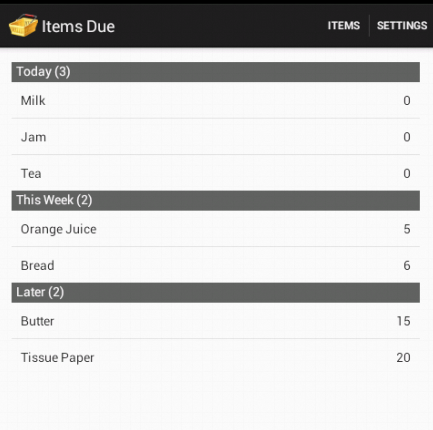 Items Due ITEMS SETTINGS
Today (3)
Milk 0
Jam 0
Tea 0
This Week (2)
Orange Juice 5
Bread 6
Later (2)
Butter 15
Tissue Paper 20